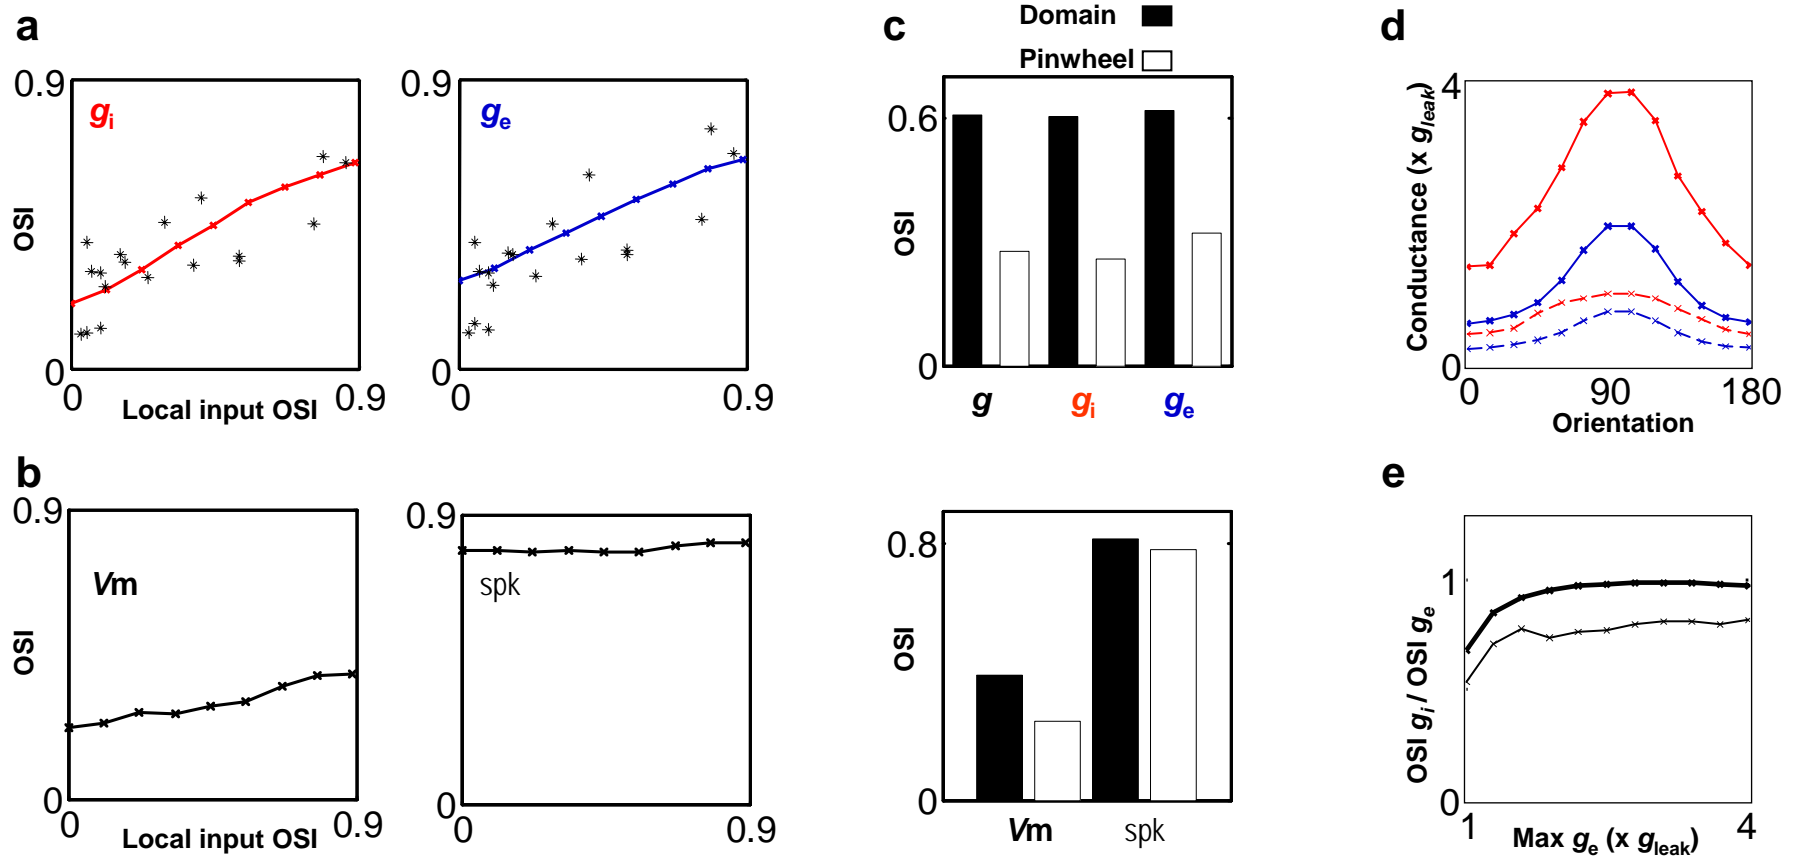 a
0.9
gi
OSI
0
0
Local input OSI
0.9
0.9
ge
0
0
0.9
b
0.9
Vm
OSI
0
0
Local input OSI
0.9
0.9
spk
0
0
0.9
c
Domain
Pinwheel
0.6
OSI
0
g
gi
ge
0.8
OSI
0
Vm
spk
d
4
Conductance (x gleak)
0
0
90
180
Orientation
e
1
OSI gi / OSI ge
0
1
4
Max ge (x gleak)